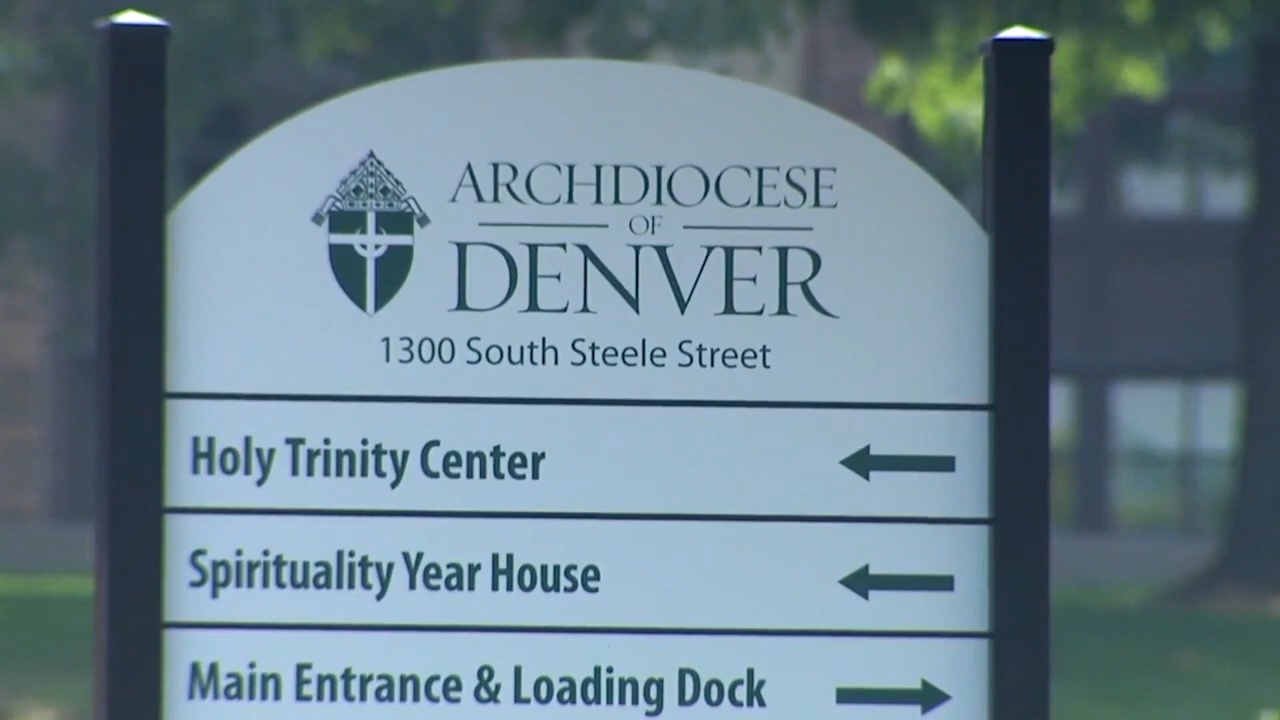 ARCHDIOCESE
OF
DENVER
1300 South Steele Street
Holy Trinity Center
Spirituality Year House
Main Entrance & Loading Dock